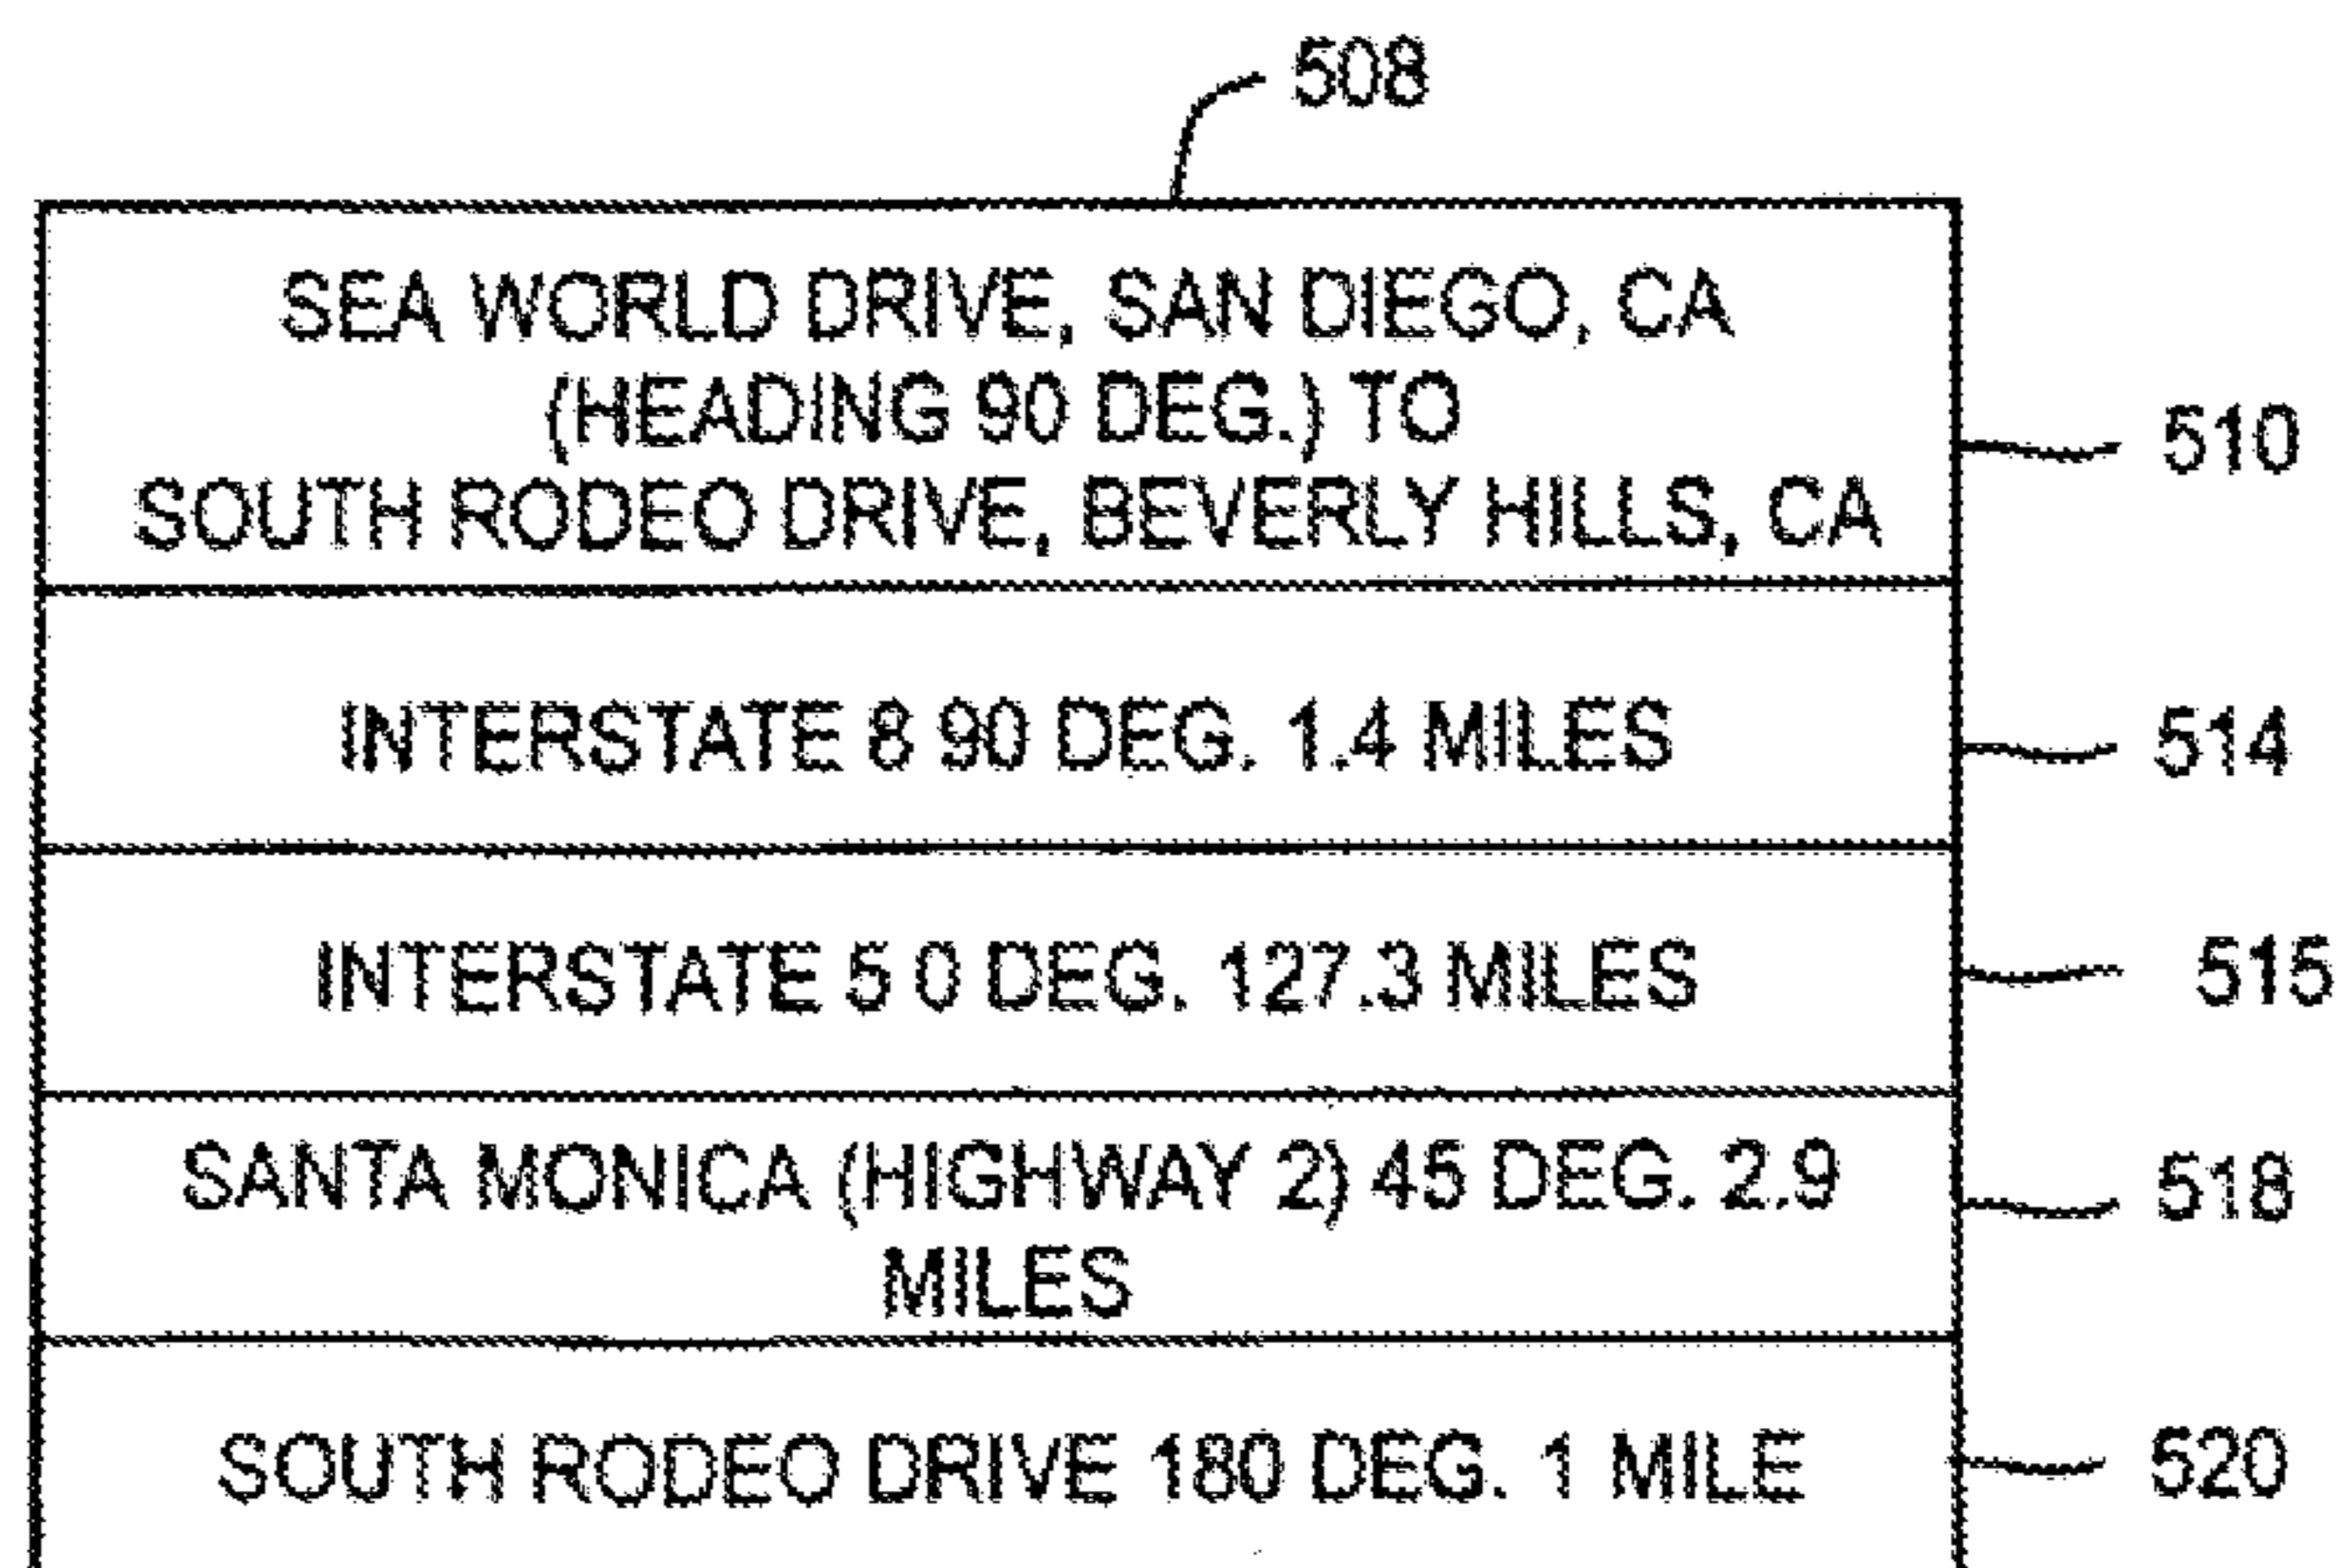 508
SEA WORLD DRIVE, SAN DIEGO, CA
(HEADING 90 DEG.) TO
SOUTH RODEO DRIVE, BEVERLY HILLS, CA
510
INTERSTATE 8 90 DEG. 1.4 MILES
514
INTERSTATE 5 0 DEG. 127.3 MILES
515
SANTA MONICA (HIGHWAY 2) 45 DEG. 2.9
MILES
518
SOUTH RODEO DRIVE 180 DEG. 1 MILE
520